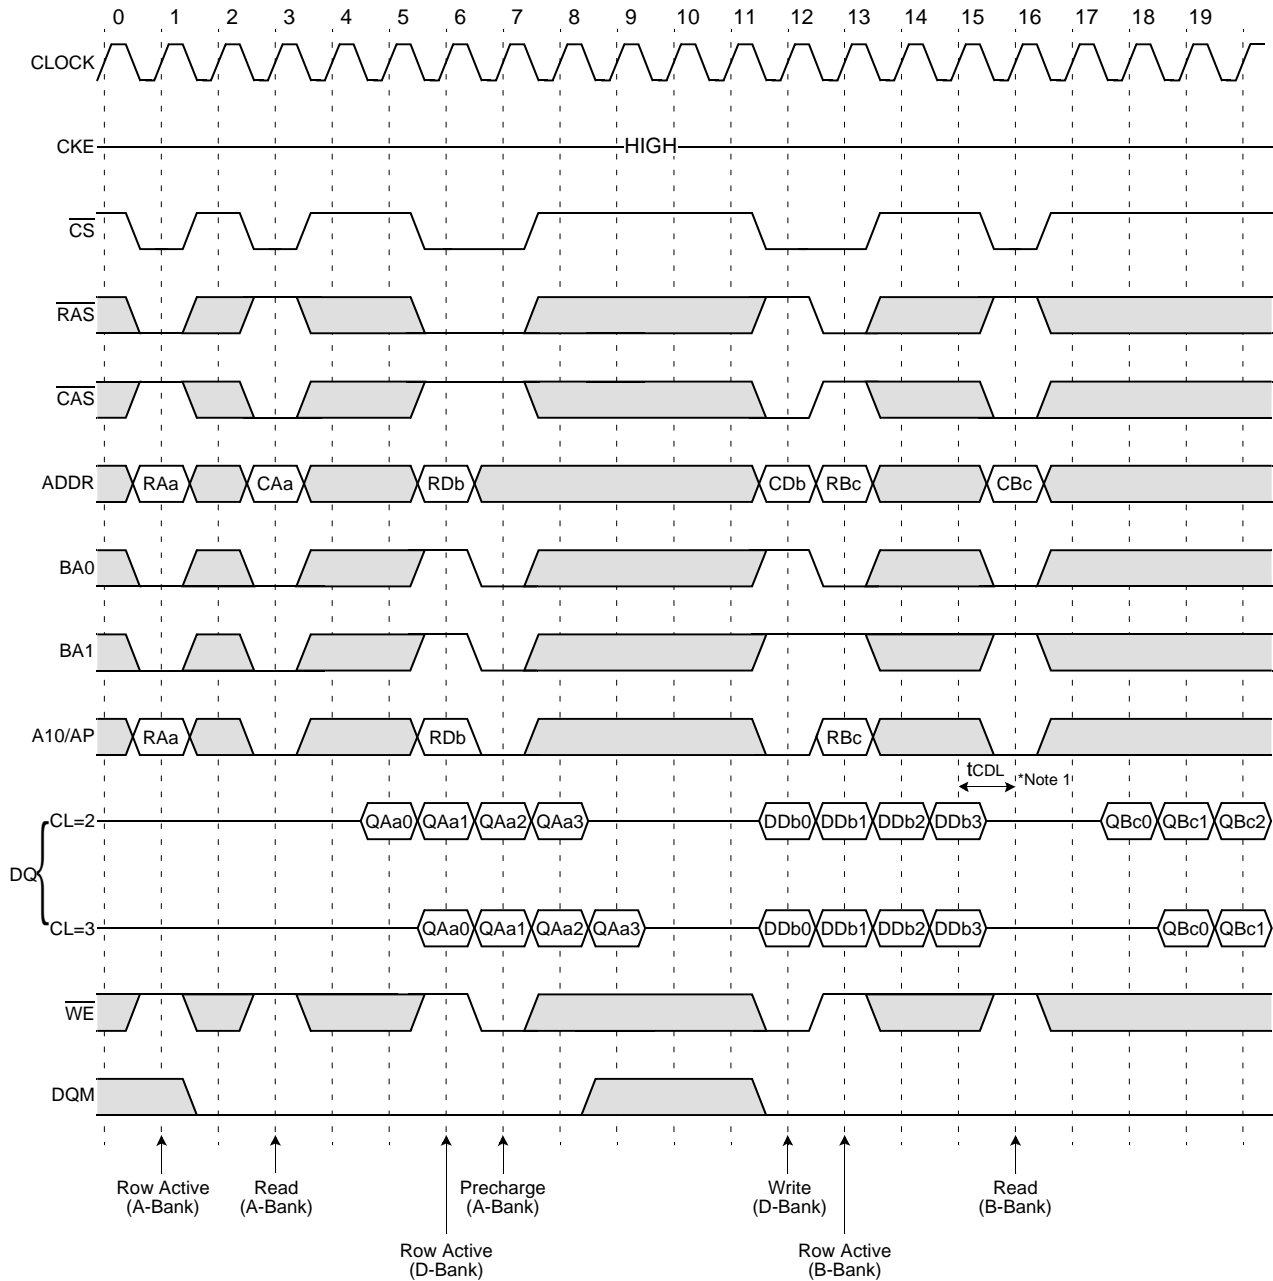 0 1 2 3 4 5 6 7 8 9 10 11 12 13 14 15 16 17 18 19
CLOCK
CKE HIGH
CS
RAS
CAS
ADDR RAa CAa RDb CDb RBc CBc
BA0
BA1
A10/AP RAa RDb RBc
tCDL *Note 1
CL=2 QAa0 QAa1 QAa2 QAa3 DDb0 DDb1 DDb2 DDb3 QBc0 QBc1 QBc2
DQ
CL=3 QAa0 QAa1 QAa2 QAa3 DDb0 DDb1 DDb2 DDb3 QBc0 QBc1
WE
DQM
Row Active Read Precharge Write Read
(A-Bank) (A-Bank) (A-Bank) (D-Bank) (B-Bank)
Row Active Row Active
(D-Bank) (B-Bank)